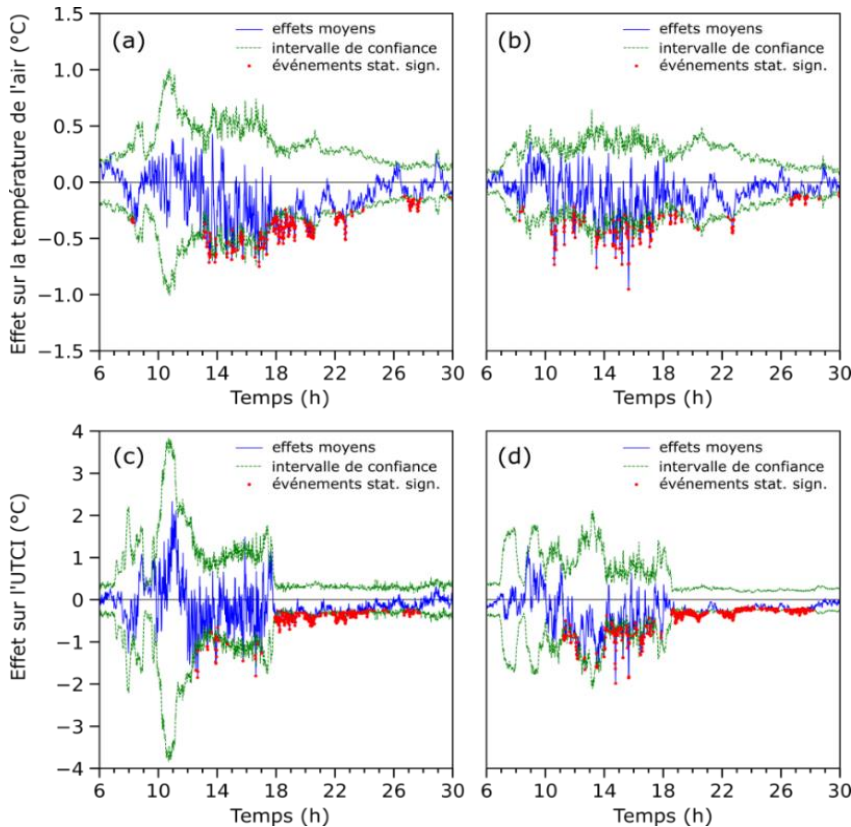 (a)
effets moyens
intervalle de confiance
événements stat. sign.
Effet sur la température de l'air (°C)
1.5
1.0
0.5
0.0
−0.5
−1.0
−1.5
6 10 14 18 22 26 30
Temps (h)
(b)
effets moyens
intervalle de confiance
événements stat. sign.
6 10 14 18 22 26 30
Temps (h)
(c)
effets moyens
intervalle de confiance
événements stat. sign.
Effet sur l'UTCI (°C)
4
3
2
1
0
−1
−2
−3
−4
6 10 14 18 22 26 30
Temps (h)
(d)
effets moyens
intervalle de confiance
événements stat. sign.
6 10 14 18 22 26 30
Temps (h)